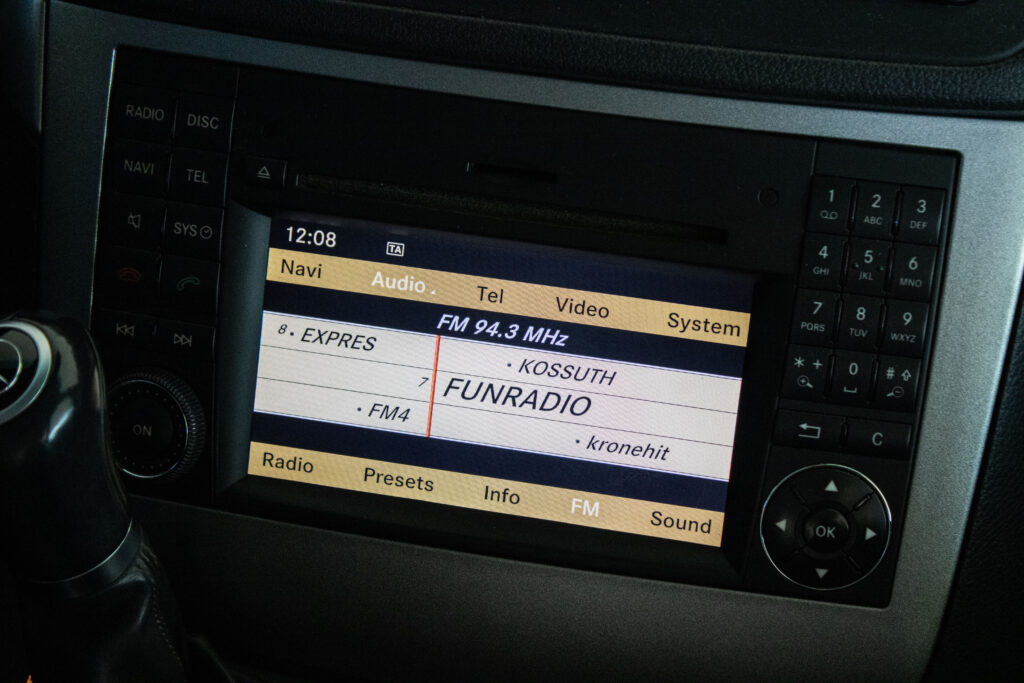 RADIO DISC
NAVI TEL
SYS
ON
12:08 TA
Navi Audio Tel Video System
FM 94.3 MHz
8 • EXPRES • KOSSUTH
7 FUNRADIO
• FM4 • kronehit
Radio Presets Info FM Sound
1 2 ABC 3 DEF
4 GHI 5 JKL 6 MNO
7 PQRS 8 TUV 9 WXYZ
* + 0 #
C
OK